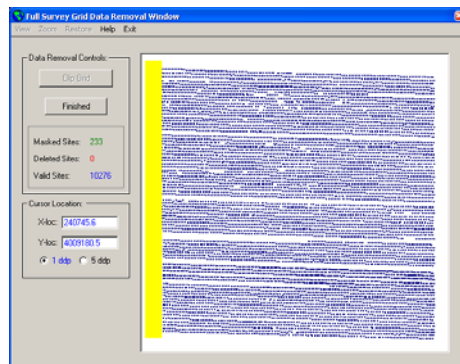 Full Survey Grid Data Removal Window
View Zoom Restore Help Exit
Data Removal Controls:
Clip Grid
Finished
Masked Sites: 233
Deleted Sites: 0
Valid Sites: 10276
Cursor Location:
X-loc: 240745.6
Y-loc: 4009180.5
1 ddp 5 ddp